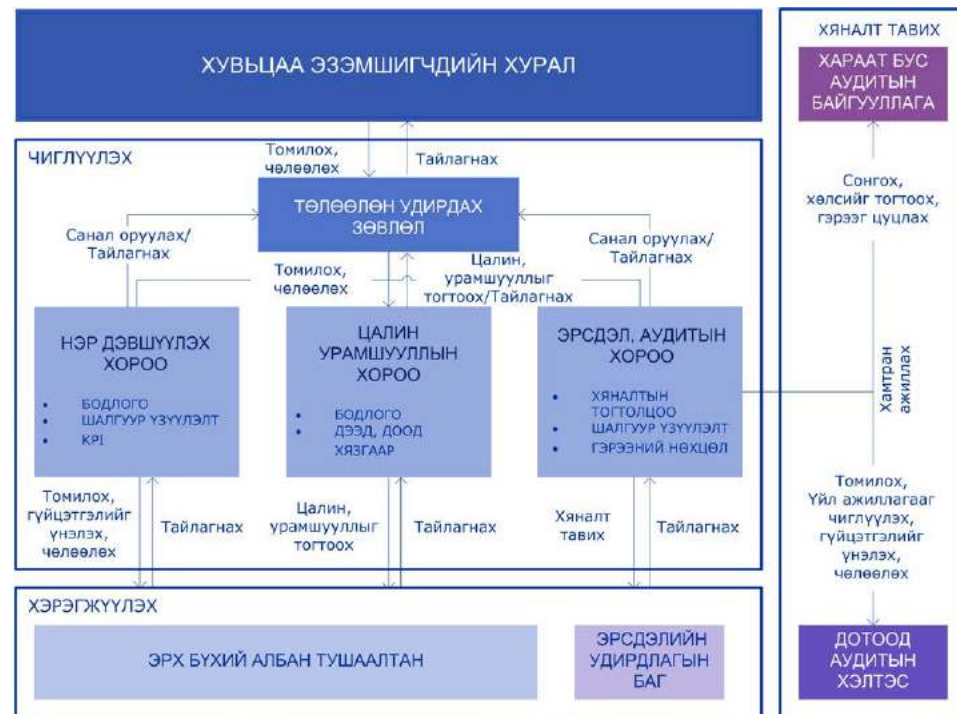 ХУВЬЦАА ЭЗЭМШИГЧДИЙН ХУРАЛ
ЧИГЛҮҮЛЭХ
Томилох,
чөлөөлөх
Тайлагнах
ТӨЛӨӨЛӨН УДИРДАХ
ЗӨВЛӨЛ
Санал оруулах/
Тайлагнах
Томилох,
чөлөөлөх
Цалин,
урамшууллыг
тогтоох/Тайлагнах
Санал оруулах/
Тайлагнах
НЭР ДЭВШҮҮЛЭХ
ХОРОО
• БОДЛОГО
• ШАЛГУУР ҮЗҮҮЛЭЛТ
• KPI
ЦАЛИН
УРАМШУУЛЛЫН
ХОРОО
• БОДЛОГО
• ДЭЭД, ДООД
ХЯЗГААР
ЭРСДЭЛ, АУДИТЫН
ХОРОО
• ХЯНАЛТЫН
ТОГТОЛЦОО
• ШАЛГУУР ҮЗҮҮЛЭЛТ
• ГЭРЭЭНИЙ НӨХЦӨЛ
Томилох,
гүйцэтгэлийг
үнэлэх,
чөлөөлөх
Тайлагнах
Цалин,
урамшууллыг
тогтоох
Тайлагнах
Хяналт
тавих
Тайлагнах
ХЭРЭГЖҮҮЛЭХ
ЭРХ БҮХИЙ АЛБАН ТУШААЛТАН
ЭРСДЭЛИЙН
УДИРДЛАГЫН
БАГ
ХЯНАЛТ ТАВИХ
ХАРААТ БУС
АУДИТЫН
БАЙГУУЛЛАГА
Сонгох,
хөлсийг тогтоох,
гэрээг цуцлах
Хамтран
ажиллах
Томилох,
Үйл ажиллагааг
чиглүүлэх,
гүйцэтгэлийг
үнэлэх,
чөлөөлөх
ДОТООД
АУДИТЫН
ХЭЛТЭС